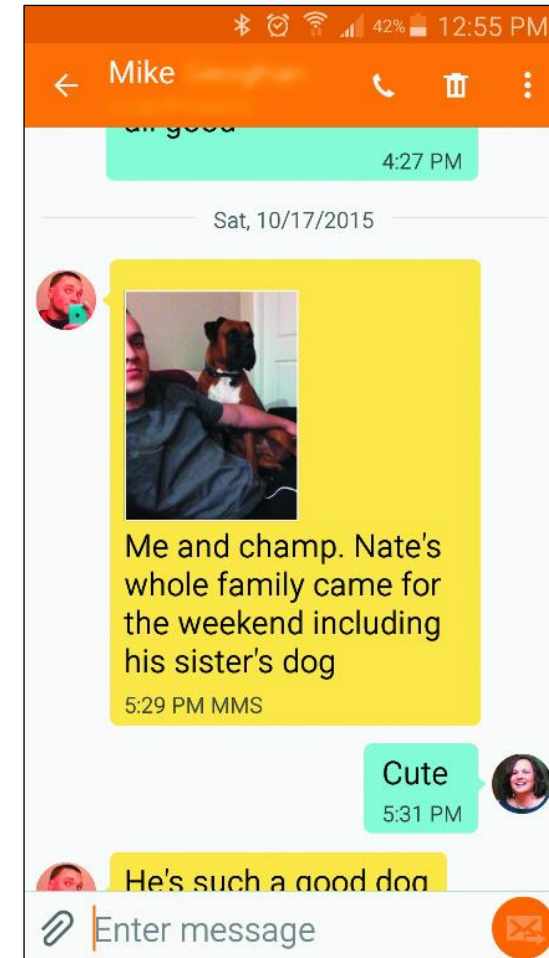 42% 12:55 PM
Mike
all good
4:27 PM
Sat, 10/17/2015
Me and champ. Nate's
whole family came for
the weekend including
his sister's dog
5:29 PM MMS
Cute
5:31 PM
He's such a good dog
Enter message